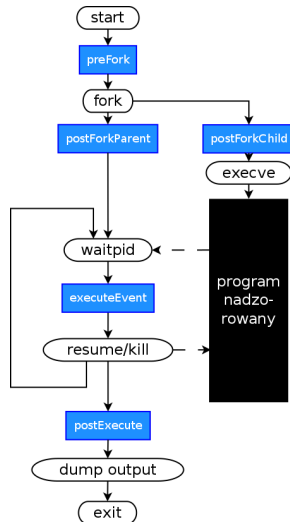 start
preFork
fork
postForkParent
postForkChild
execve
waitpid
program
nadzo-
rowany
executeEvent
resume/kill
postExecute
dump output
exit